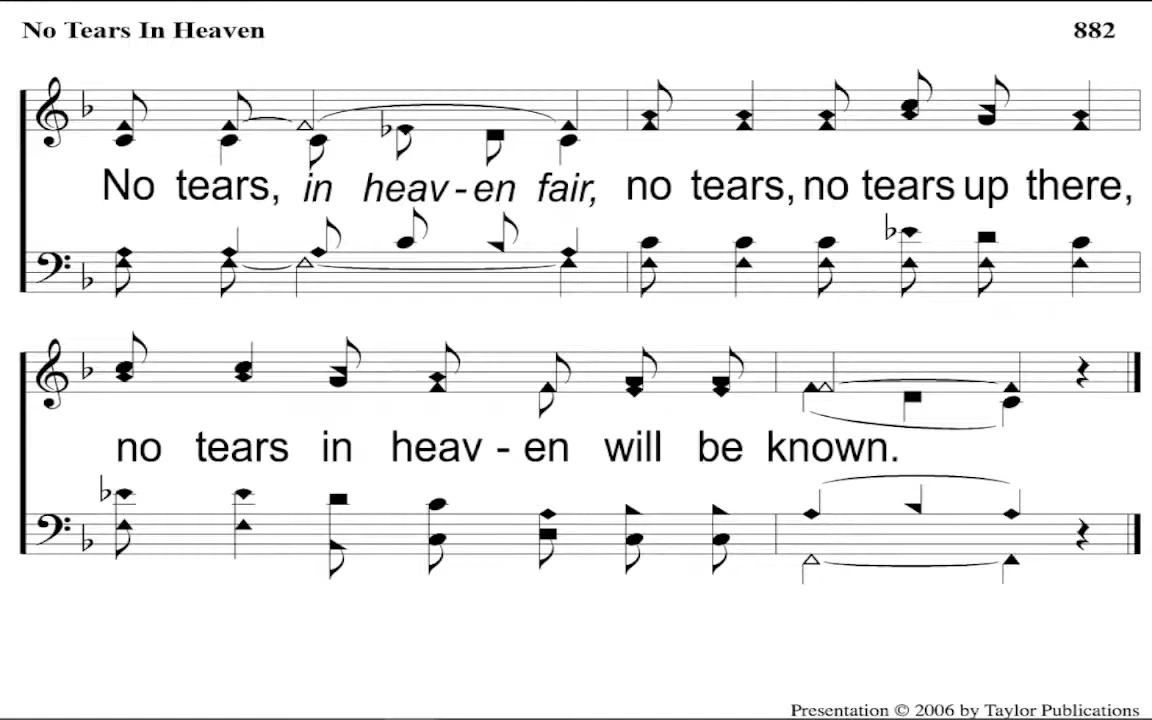 No Tears In Heaven 882
No tears, in heav - en fair, no tears, no tears up there,
no tears in heav - en will be known.
Presentation © 2006 by Taylor Publications